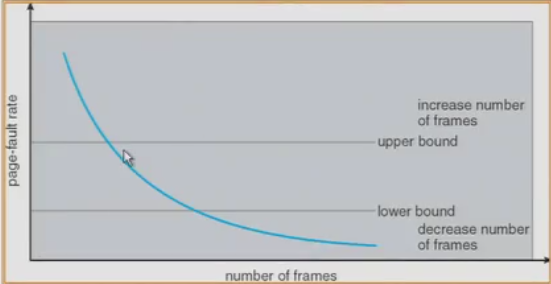 page-fault rate
increase number
of frames
upper bound
lower bound
decrease number
of frames
number of frames